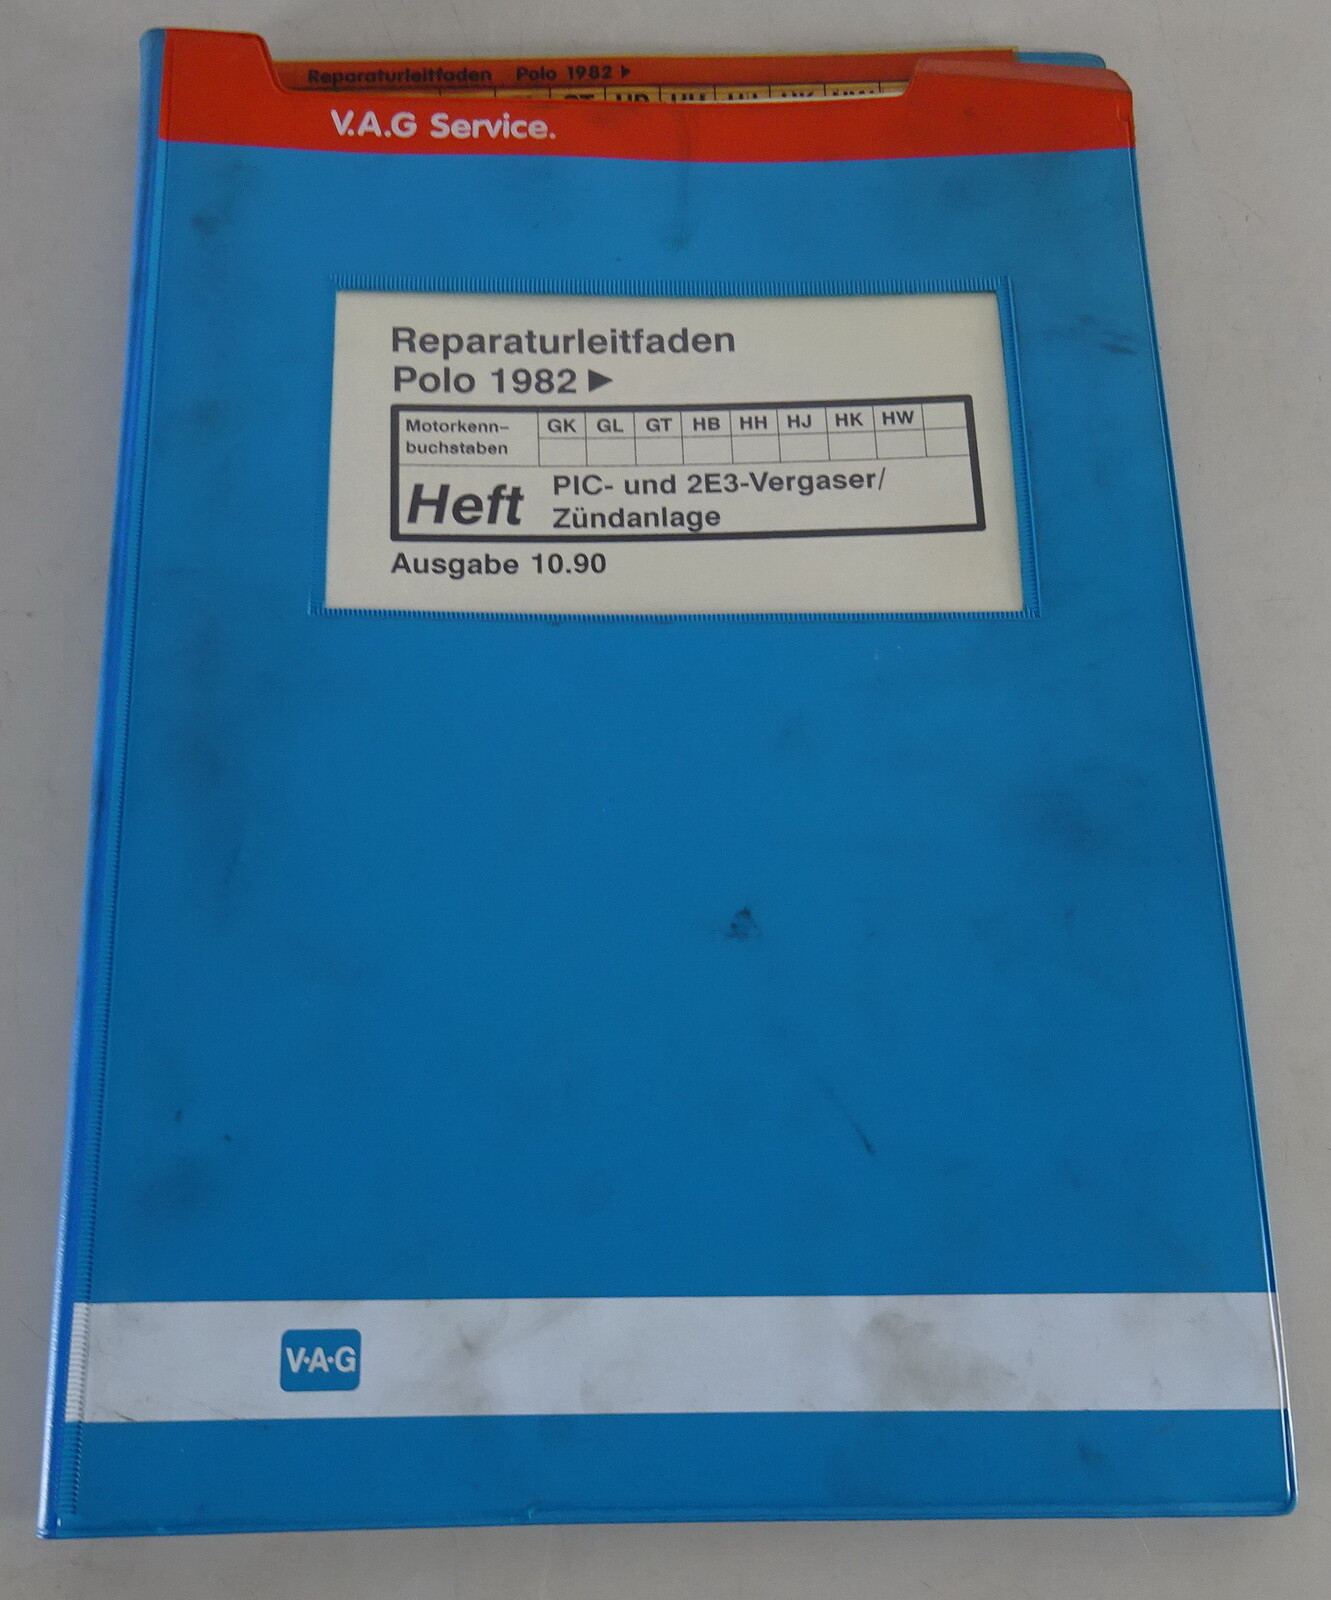 Reparaturleitfaden Polo 1982 ▶
V.A.G Service.
Reparaturleitfaden
Polo 1982 ▶
Motorkenn-
buchstaben
GK GL GT HB HH HJ HK HW
Heft
PIC- und 2E3-Vergaser/
Zündanlage
Ausgabe 10.90
V·A·G